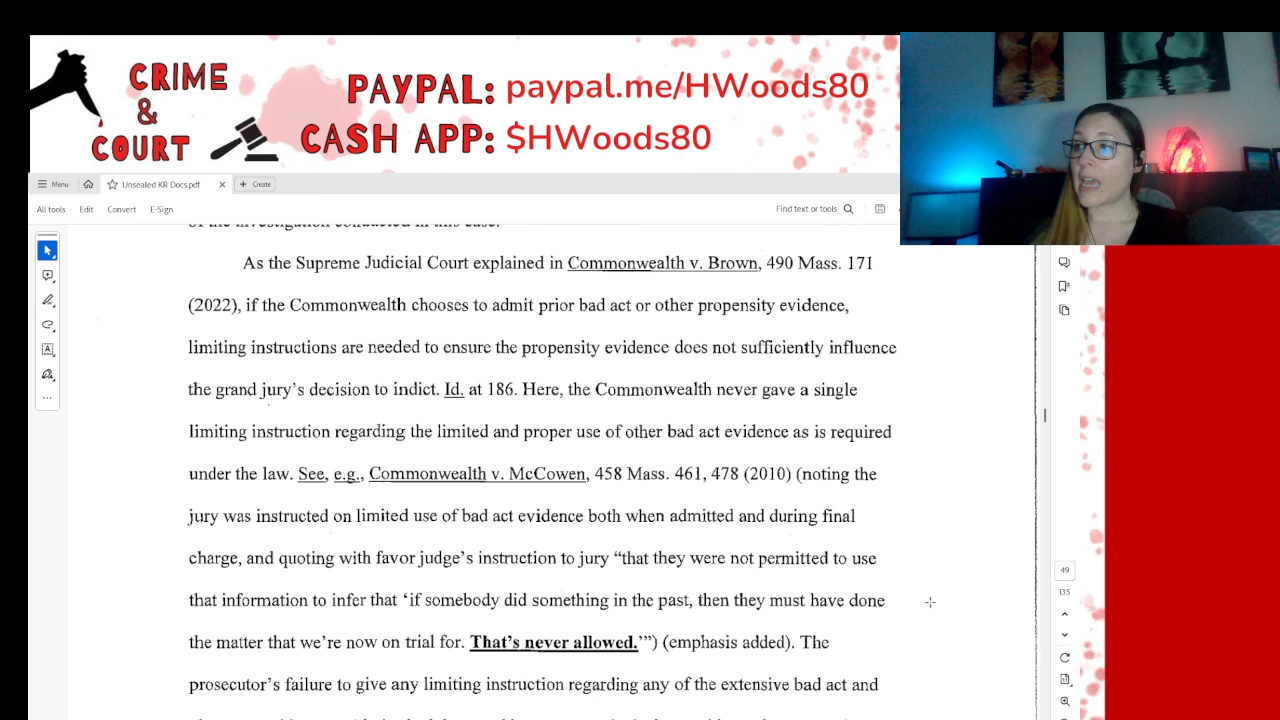 CRIME
&
COURT
PAYPAL: paypal.me/HWoods80
CASH APP: $HWoods80
Menu
Unsealed KR Docs.pdf
Create
All tools Edit Convert E-Sign
Find text or tools
of the investigation conducted in this case.
As the Supreme Judicial Court explained in Commonwealth v. Brown, 490 Mass. 171
(2022), if the Commonwealth chooses to admit prior bad act or other propensity evidence,
limiting instructions are needed to ensure the propensity evidence does not sufficiently influence
the grand jury's decision to indict. Id. at 186. Here, the Commonwealth never gave a single
limiting instruction regarding the limited and proper use of other bad act evidence as is required
under the law. See, e.g., Commonwealth v. McCowen, 458 Mass. 461, 478 (2010) (noting the
jury was instructed on limited use of bad act evidence both when admitted and during final
charge, and quoting with favor judge's instruction to jury "that they were not permitted to use
that information to infer that 'if somebody did something in the past, then they must have done
the matter that we're now on trial for. That's never allowed.'") (emphasis added). The
prosecutor's failure to give any limiting instruction regarding any of the extensive bad act and
49
135